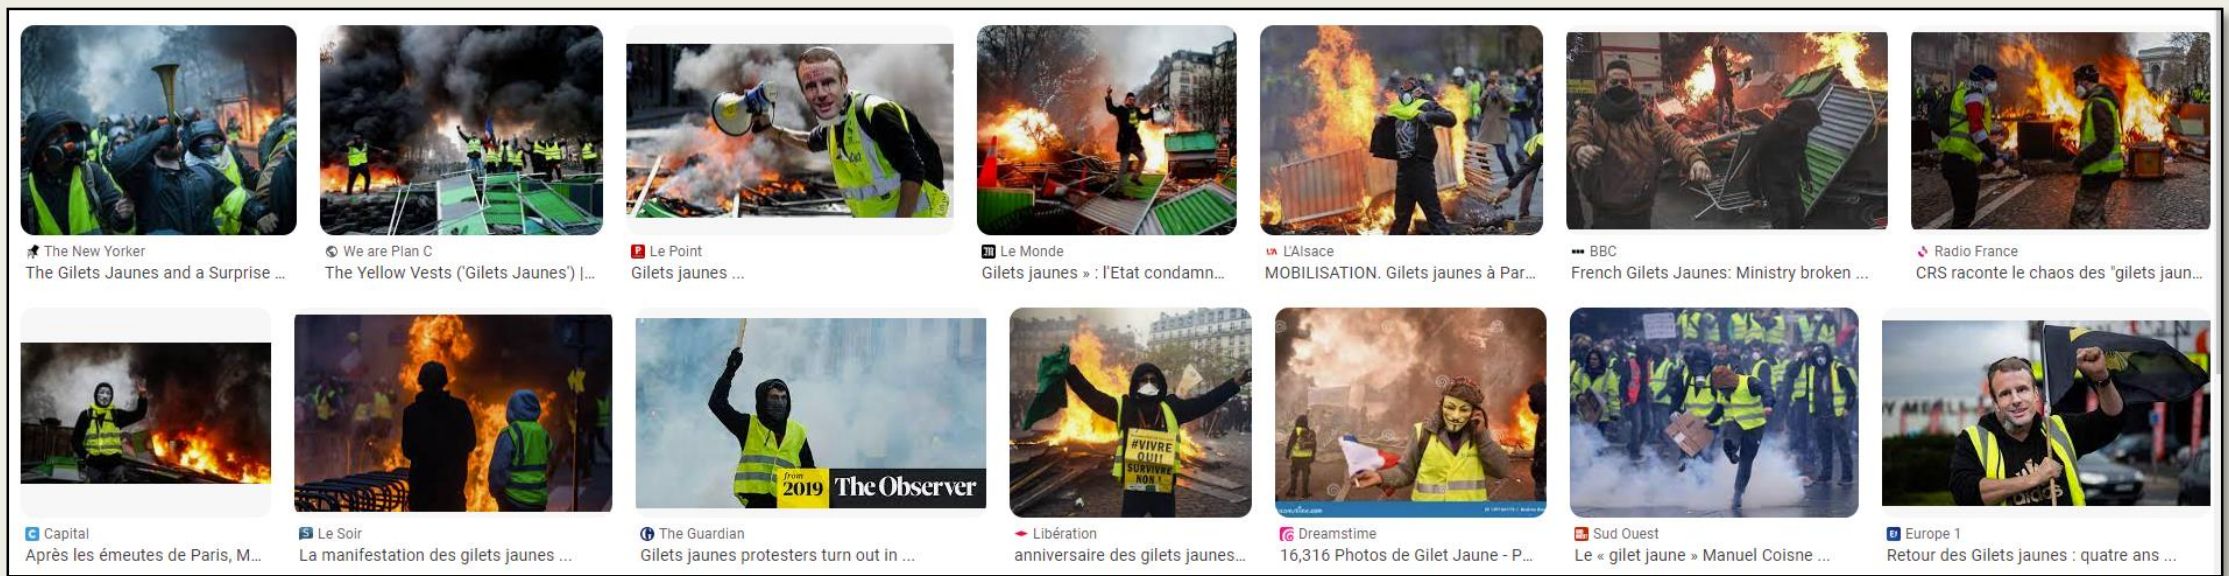 The New Yorker
The Gilets Jaunes and a Surprise ...
We are Plan C
The Yellow Vests ('Gilets Jaunes') |...
Le Point
Gilets jaunes ...
Le Monde
Gilets jaunes » : l'Etat condamn...
L'Alsace
MOBILISATION. Gilets jaunes à Par...
BBC
French Gilets Jaunes: Ministry broken ...
Radio France
CRS raconte le chaos des "gilets jaun...
from
2019 The Observer
#VIVRE
OUI!
SURVIVRE
NON!
adidas
Capital
Après les émeutes de Paris, M...
Le Soir
La manifestation des gilets jaunes ...
The Guardian
Gilets jaunes protesters turn out in ...
Libération
anniversaire des gilets jaunes...
Dreamstime
16,316 Photos de Gilet Jaune - P...
Sud Ouest
Le « gilet jaune » Manuel Coisne ...
Europe 1
Retour des Gilets jaunes : quatre ans ...